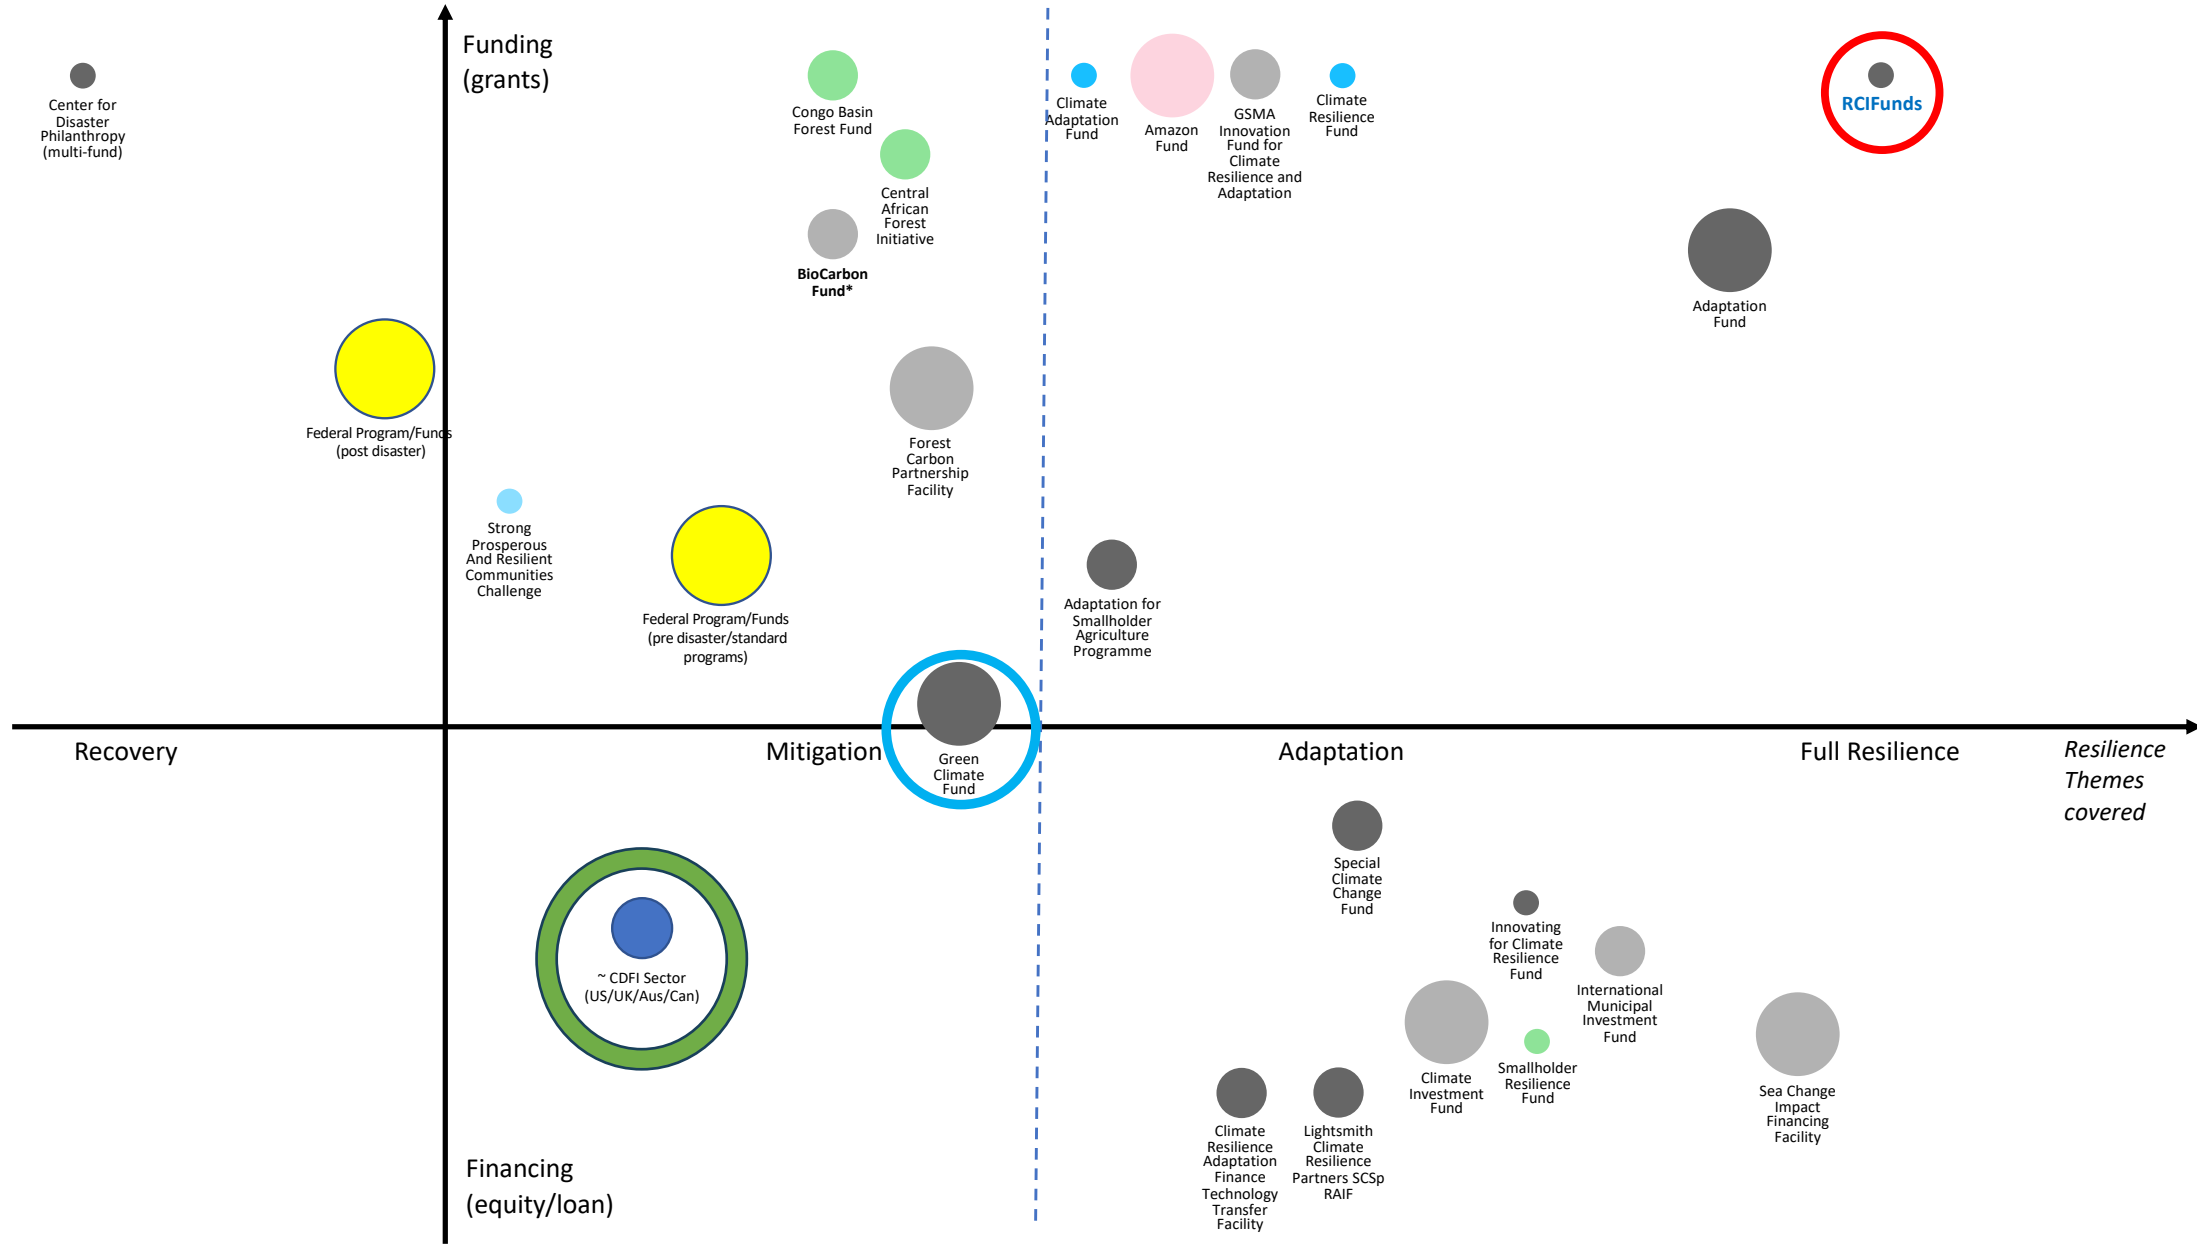 Funding
(grants)
Center for
Disaster
Philanthropy
(multi-fund)
Congo Basin
Forest Fund
Central
African
Forest
Initiative
BioCarbon
Fund*
Climate
Adaptation
Fund
Amazon
Fund
GSMA
Innovation
Fund for
Climate
Resilience and
Adaptation
Climate
Resilience
Fund
RCIFunds
Adaptation
Fund
Federal Program/Funds
(post disaster)
Forest
Carbon
Partnership
Facility
Strong
Prosperous
And Resilient
Communities
Challenge
Federal Program/Funds
(pre disaster/standard
programs)
Adaptation for
Smallholder
Agriculture
Programme
Recovery
Mitigation
Green
Climate
Fund
Adaptation
Full Resilience
Resilience
Themes
covered
Special
Climate
Change
Fund
Innovating
for Climate
Resilience
Fund
~ CDFI Sector
(US/UK/Aus/Can)
International
Municipal
Investment
Fund
Climate
Investment
Fund
Smallholder
Resilience
Fund
Sea Change
Impact
Financing
Facility
Climate
Resilience
Adaptation
Finance
Technology
Transfer
Facility
Lightsmith
Climate
Resilience
Partners SCSp
RAIF
Financing
(equity/loan)